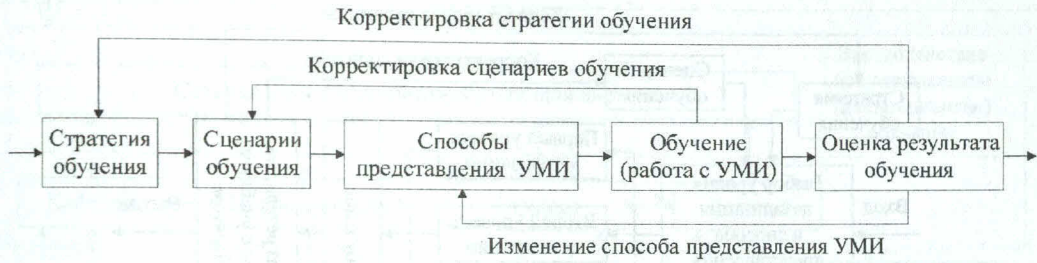 Корректировка стратегии обучения
Корректировка сценариев обучения
Стратегия
обучения
Сценарии
обучения
Способы
представления УМИ
Обучение
(работа с УМИ)
Оценка результата
обучения
Изменение способа представления УМИ